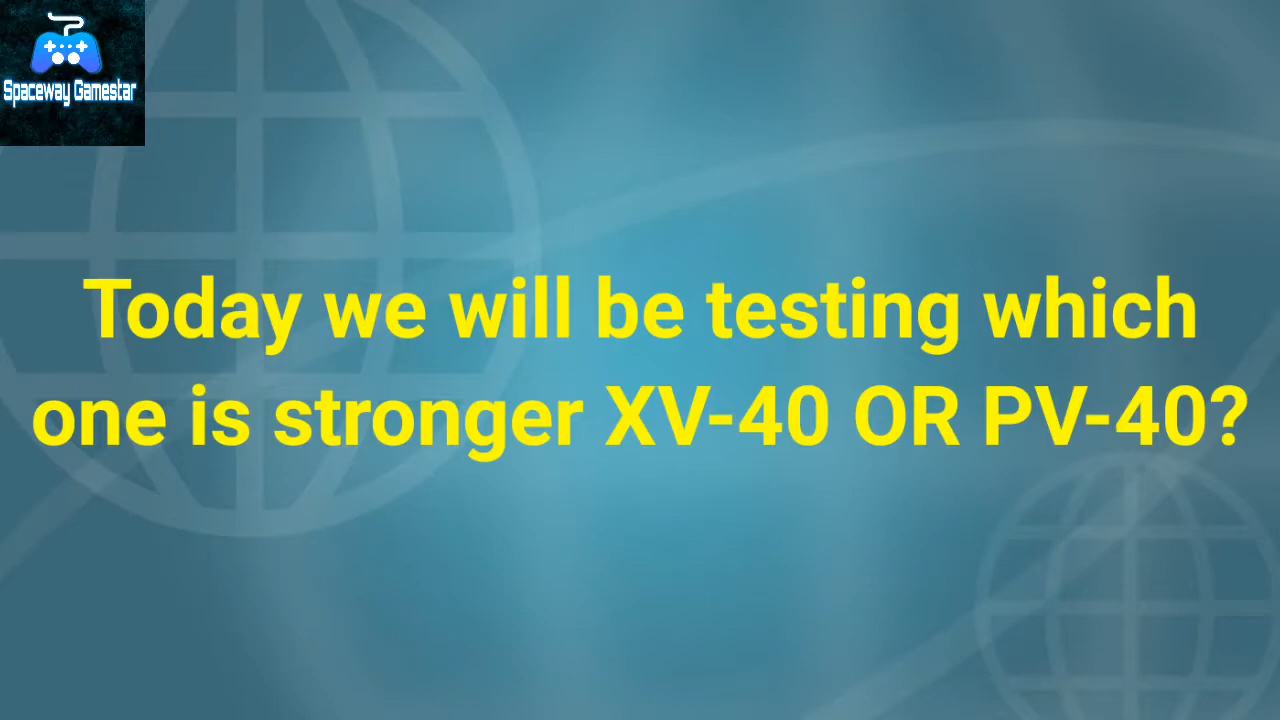 Spaceway Gamestar
Today we will be testing which
one is stronger XV-40 OR PV-40?